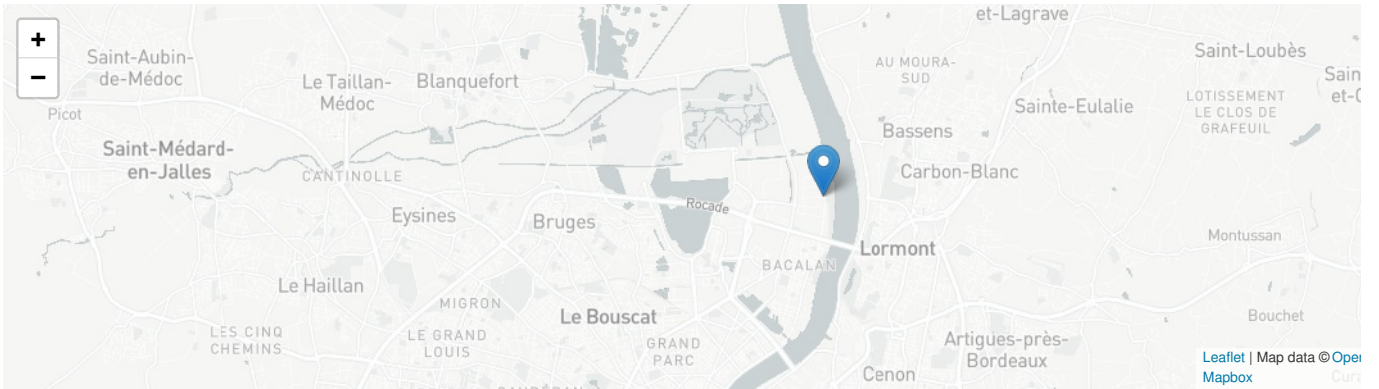 +
−
et-Lagrave
Saint-Aubin-
de-Médoc
Le Taillan-
Médoc
Blanquefort
AU MOURA-
SUD
Saint-Loubès
Picot
Sainte-Eulalie
LOTISSEMENT
LE CLOS DE
GRAFEUIL
Bassens
Saint-Médard-
en-Jalles
CANTINOLLE
Carbon-Blanc
Eysines
Bruges
Rocade
Lormont
Montussan
BACALAN
Le Haillan
MIGRON
Le Bouscat
LES CINQ
CHEMINS
LE GRAND
LOUIS
GRAND
PARC
Artigues-près-
Bordeaux
Bouchet
Cenon
Leaflet | Map data ©
Mapbox